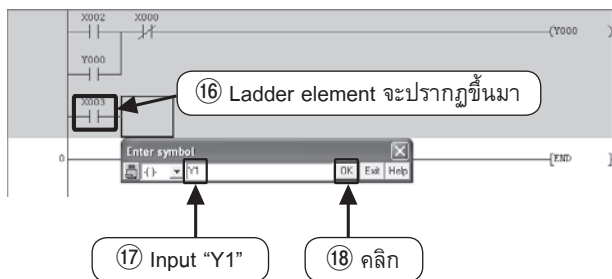 X002 X000
(Y000 )
Y000
X003
⑯ Ladder element จะปรากฏขึ้นมา
Enter symbol
0 [END ]
Y1 OK Exit Help
⑰ Input “Y1” ⑱ คลิก